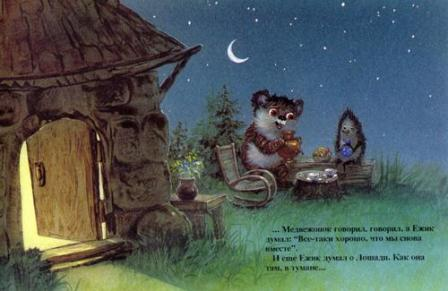 ... Медвежонок говорил, говорил, а Ежик
думал: "Все-таки хорошо, что мы снова
вместе".
И еще Ежик думал о Лошади. Как она
там, в тумане...